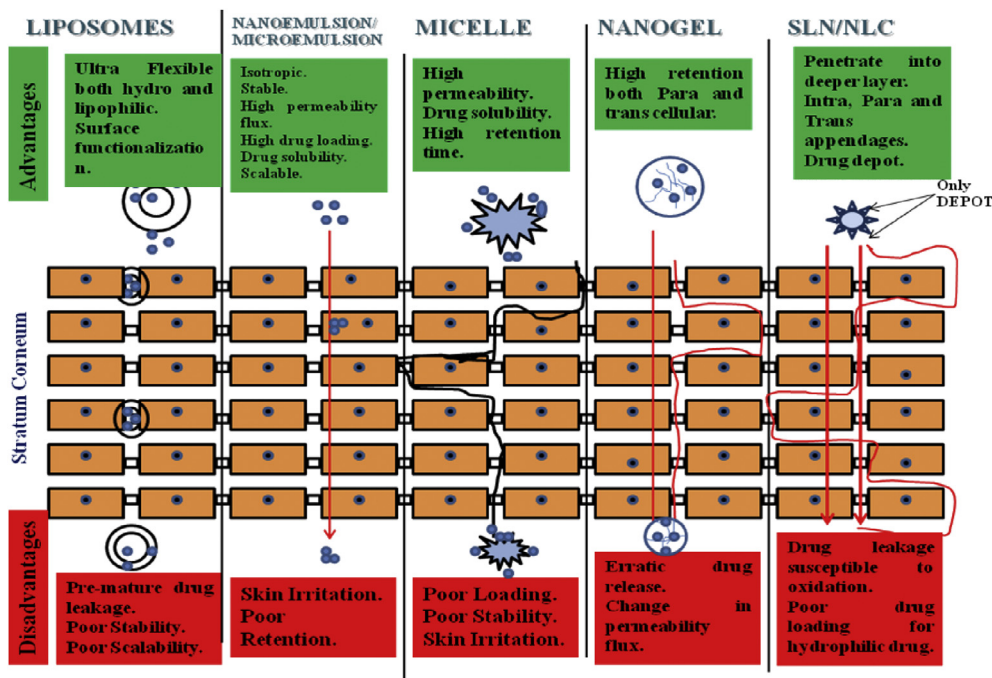 LIPOSOMES
NANOEMULSION/
MICROEMULSION
MICELLE
NANOGEL
SLN/NLC
Advantages
Ultra Flexible
both hydro and
lipophilic.
Surface
functionalizatio
n.
Isotropic.
Stable.
High permeability
flux.
High drug loading.
Drug solubility.
Scalable.
High
permeability.
Drug solubility.
High retention
time.
High retention
both Para and
trans cellular.
Penetrate into
deeper layer.
Intra, Para and
Trans
appendages.
Drug depot.
Only
DEPOT
Stratum Corneum
Disadvantages
Pre-mature drug
leakage.
Poor Stability.
Poor Scalability.
Skin Irritation.
Poor
Retention.
Poor Loading.
Poor Stability.
Skin Irritation.
Erratic drug
release.
Change in
permeability
flux.
Drug leakage
susceptible to
oxidation.
Poor drug
loading for
hydrophilic drug.